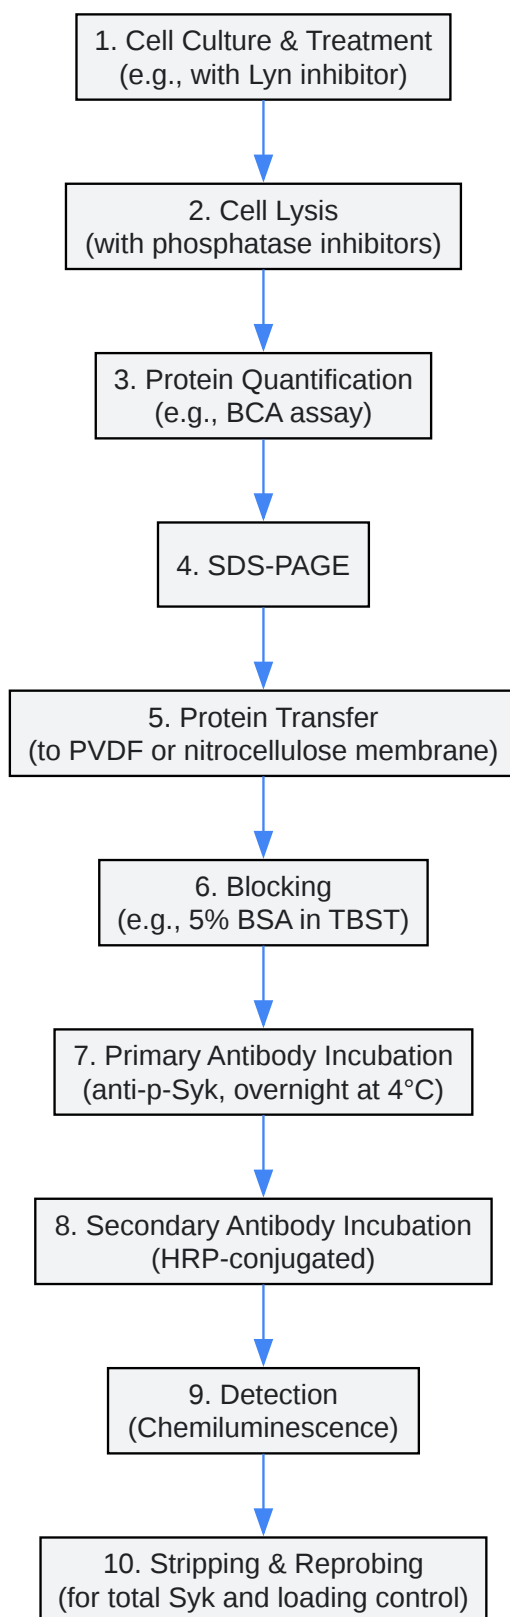 1. Cell Culture & Treatment
(e.g., with Lyn inhibitor)
2. Cell Lysis
(with phosphatase inhibitors)
3. Protein Quantification
(e.g., BCA assay)
4. SDS-PAGE
5. Protein Transfer
(to PVDF or nitrocellulose membrane)
6. Blocking
(e.g., 5% BSA in TBST)
7. Primary Antibody Incubation
(anti-p-Syk, overnight at 4°C)
8. Secondary Antibody Incubation
(HRP-conjugated)
9. Detection
(Chemiluminescence)
10. Stripping & Reprobing
(for total Syk and loading control)